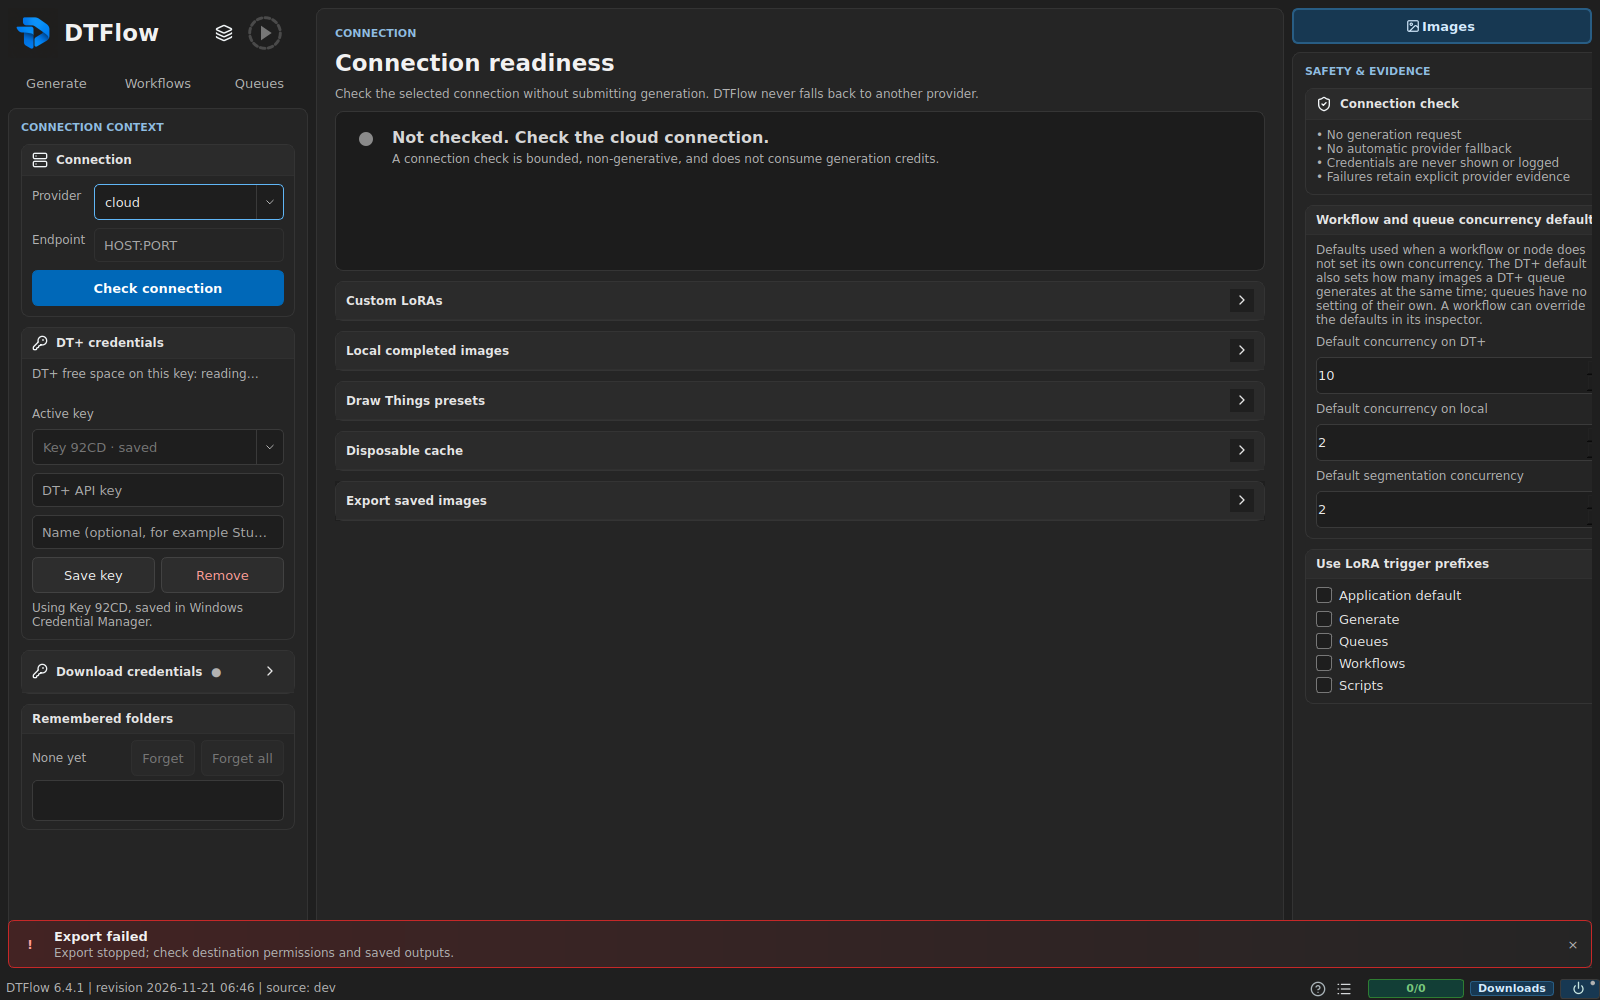 DTFlow
Generate
Workflows
Queues
CONNECTION CONTEXT
Connection
Provider
cloud
Endpoint
HOST:PORT
Check connection
DT+ credentials
DT+ free space on this key: reading...
Active key
Key 92CD · saved
DT+ API key
Name (optional, for example Stu...
Save key
Remove
Using Key 92CD, saved in Windows
Credential Manager.
Download credentials
Remembered folders
None yet
Forget
Forget all
CONNECTION
Connection readiness
Check the selected connection without submitting generation. DTFlow never falls back to another provider.
Not checked. Check the cloud connection.
A connection check is bounded, non-generative, and does not consume generation credits.
Custom LoRAs
Local completed images
Draw Things presets
Disposable cache
Export saved images
Images
SAFETY & EVIDENCE
Connection check
• No generation request
• No automatic provider fallback
• Credentials are never shown or logged
• Failures retain explicit provider evidence
Workflow and queue concurrency default
Defaults used when a workflow or node does
not set its own concurrency. The DT+ default
also sets how many images a DT+ queue
generates at the same time; queues have no
setting of their own. A workflow can override
the defaults in its inspector.
Default concurrency on DT+
10
Default concurrency on local
2
Default segmentation concurrency
2
Use LoRA trigger prefixes
Application default
Generate
Queues
Workflows
Scripts
! Export failed
Export stopped; check destination permissions and saved outputs.
×
DTFlow 6.4.1 | revision 2026-11-21 06:46 | source: dev
0/0
Downloads